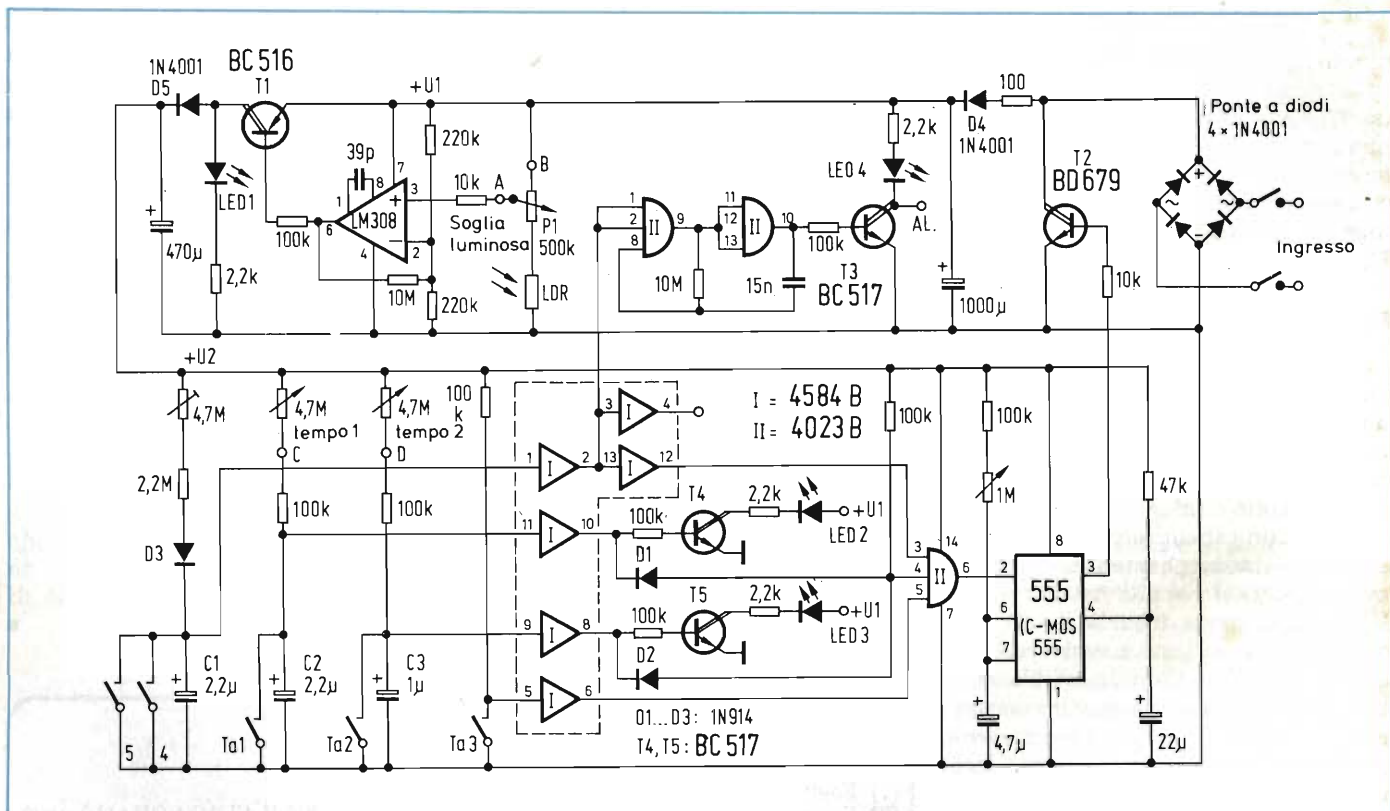 1N4001
D5
BC 516
T1
+U1
100
Ponte a diodi
4 × 1N4001
D4
1N4001
T2
BD679
Ingresso
220k
2,2k
LEO 4
B
39p
1
8
7
3
+
LM308
6
4
2
10k
A
Soglia
luminosa
P1
500k
LDR
LED1
100k
470µ
2,2k
10M
220k
1
2
8
II
9
11
12
13
II
10
100k
AL.
10M
15n
T3
BC 517
1000µ
10k
+
−
~
~
+U2
4,7M
4,7M
tempo 1
C
4,7M
tempo 2
D
100
k
3
I
4
I = 4584 B
II = 4023 B
100k
100k
47k
2,2M
100k
100k
1
I
2
13
I
12
1M
11
I
10
100k
T4
2,2k
+U1
LED 2
D1
3
4
5
14
II
6
7
D3
9
I
8
100k
T5
2,2k
+U1
LED 3
D2
2
6
7
8
3
4
1
555
(C-MOS
555
C1
2,2µ
C2
2,2µ
C3
1µ
5
I
6
01...D3: 1N914
T4,T5: BC 517
5
4
Ta1
Ta2
Ta3
4,7µ
22µ